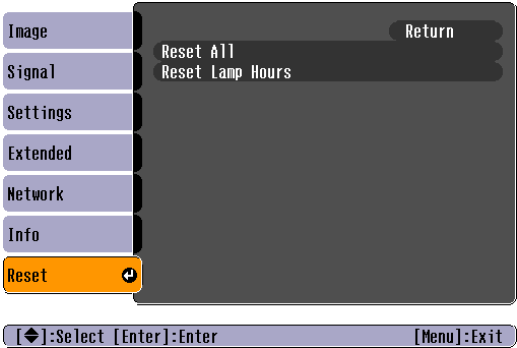 Image
Signal
Settings
Extended
Network
Info
Reset
Return
Reset All
Reset Lamp Hours
[◆]:Select [Enter]:Enter
[Menu]:Exit